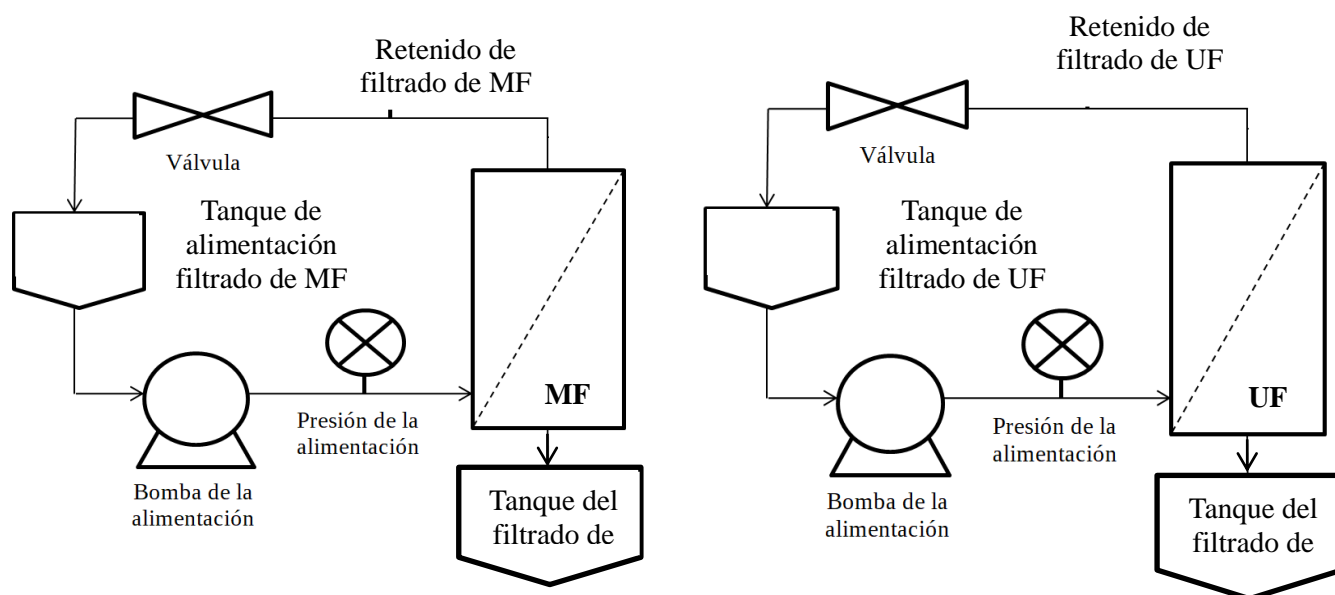 Retenido de
filtrado de MF
Válvula
Tanque de
alimentación
filtrado de MF
MF
Presión de la
alimentación
Bomba de la
alimentación
Tanque del
filtrado de
Retenido de
filtrado de UF
Válvula
Tanque de
alimentación
filtrado de UF
UF
Presión de la
alimentación
Bomba de la
alimentación
Tanque del
filtrado de